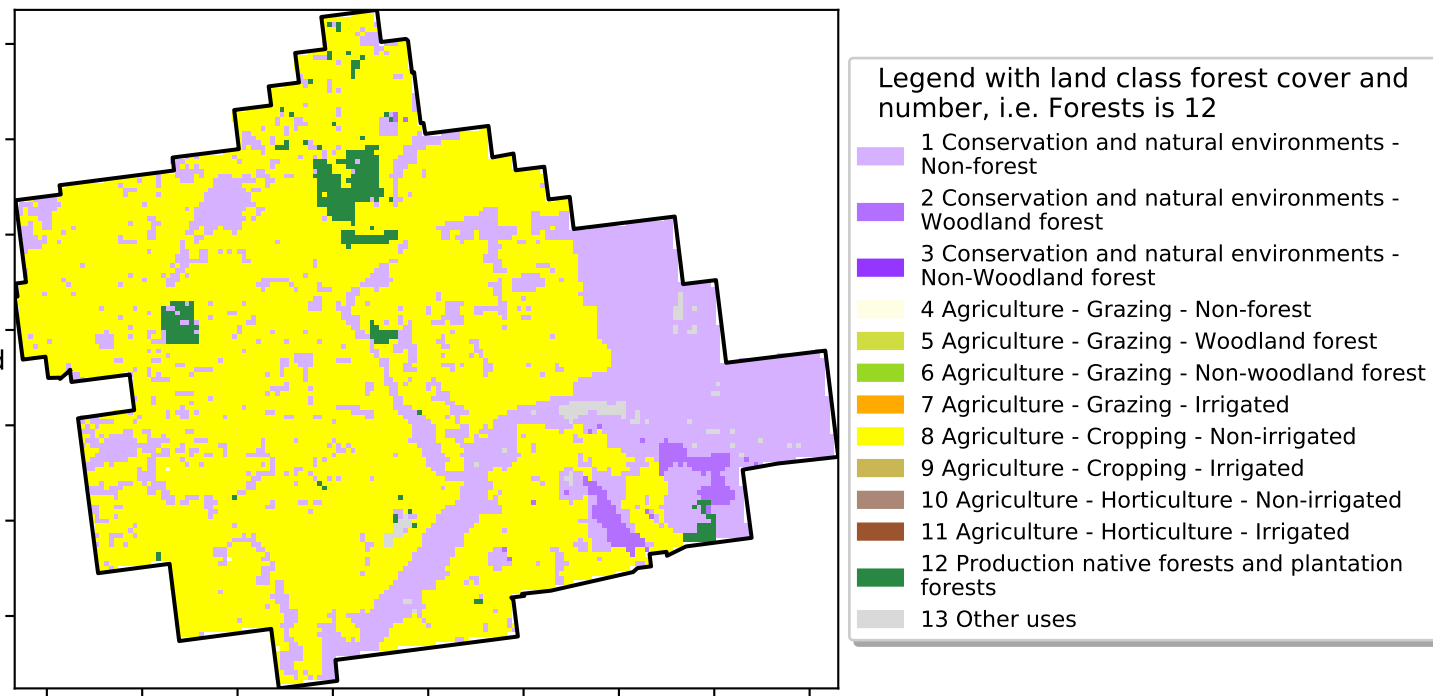 d
Legend with land class forest cover and
number, i.e. Forests is 12
1 Conservation and natural environments -
Non-forest
2 Conservation and natural environments -
Woodland forest
3 Conservation and natural environments -
Non-Woodland forest
4 Agriculture - Grazing - Non-forest
5 Agriculture - Grazing - Woodland forest
6 Agriculture - Grazing - Non-woodland forest
7 Agriculture - Grazing - Irrigated
8 Agriculture - Cropping - Non-irrigated
9 Agriculture - Cropping - Irrigated
10 Agriculture - Horticulture - Non-irrigated
11 Agriculture - Horticulture - Irrigated
12 Production native forests and plantation
forests
13 Other uses